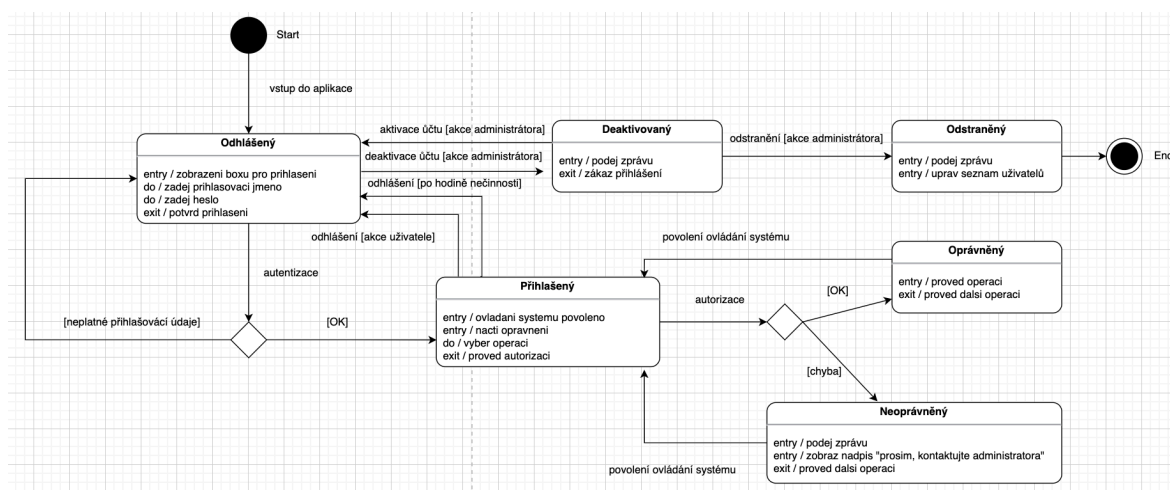 Start
vstup do aplikace
Odhlášený
entry / zobrazeni boxu pro prihlaseni
do / zadej prihlasovaci jmeno
do / zadej heslo
exit / potvrd prihlaseni
aktivace účtu [akce administrátora]
deaktivace účtu [akce administrátora]
odhlášení [po hodině nečinnosti]
odhlášení [akce uživatele]
Deaktivovaný
entry / podej zprávu
exit / zákaz přihlášení
odstranění [akce administrátora]
Odstraněný
entry / podej zprávu
entry / uprav seznam uživatelů
End
autentizace
[neplatné přihlašovácí údaje]
[OK]
Přihlašený
entry / ovladani systemu povoleno
entry / nacti opravneni
do / vyber operaci
exit / proved autorizaci
povolení ovládání systému
autorizace
[OK]
Oprávněný
entry / proved operaci
exit / proved dalsi operaci
[chyba]
Neoprávněný
entry / podej zprávu
entry / zobraz nadpis "prosim, kontaktujte administratora"
exit / proved dalsi operaci
povolení ovládání systému